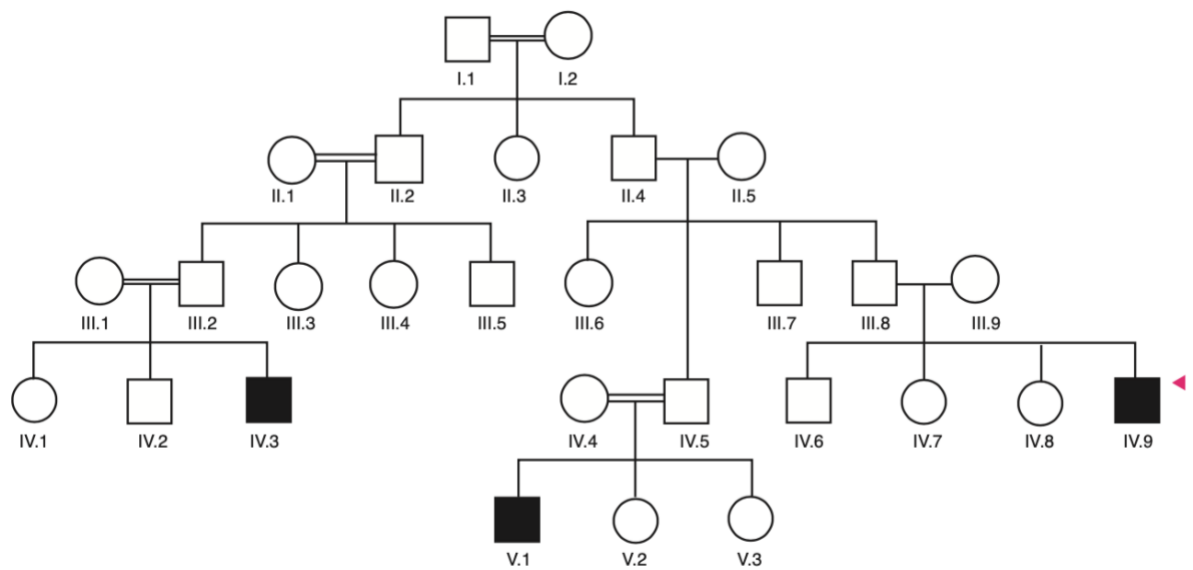 I.1 I.2
II.1 II.2 II.3 II.4 II.5
III.1 III.2 III.3 III.4 III.5 III.6 III.7 III.8 III.9
IV.1 IV.2 IV.3 IV.4 IV.5 IV.6 IV.7 IV.8 IV.9
V.1 V.2 V.3